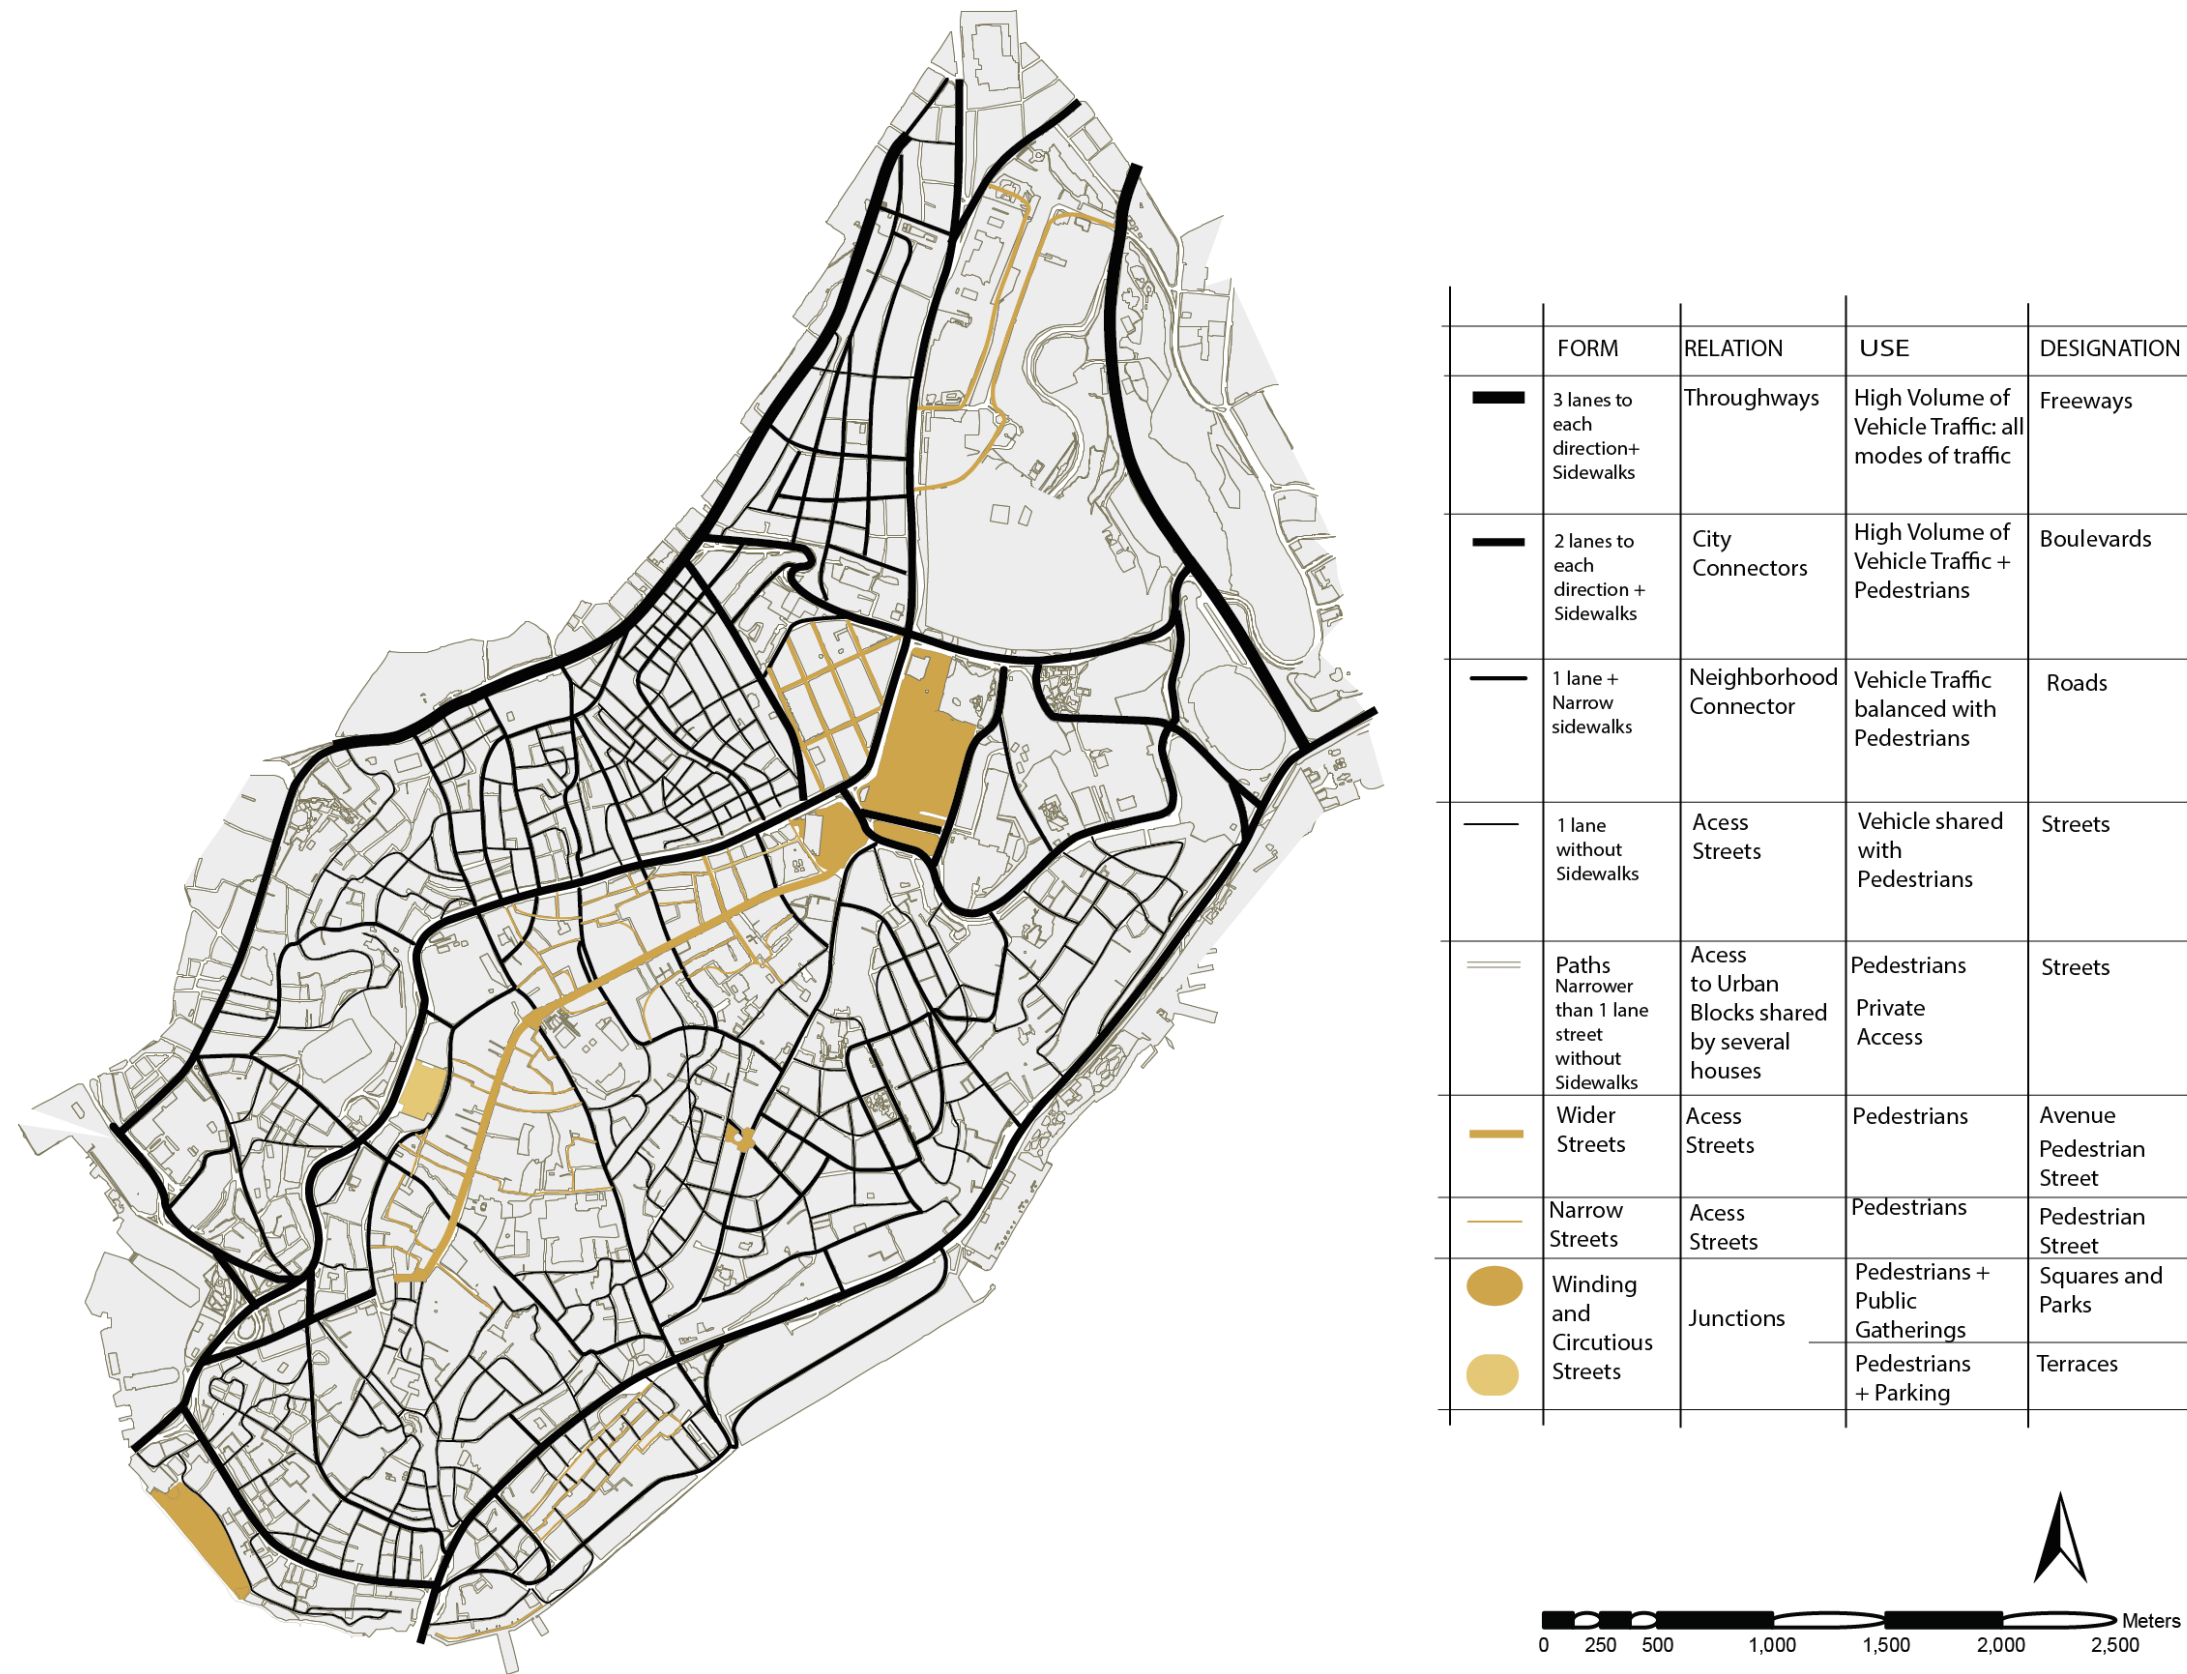 FORM RELATION USE DESIGNATION
3 lanes to
each
direction+
Sidewalks
Throughways
High Volume of
Vehicle Traffic: all
modes of traffic
Freeways
2 lanes to
each
direction +
Sidewalks
City
Connectors
High Volume of
Vehicle Traffic +
Pedestrians
Boulevards
1 lane +
Narrow
sidewalks
Neighborhood
Connector
Vehicle Traffic
balanced with
Pedestrians
Roads
1 lane
without
Sidewalks
Acess
Streets
Vehicle shared
with
Pedestrians
Streets
Paths
Narrower
than 1 lane
street
without
Sidewalks
Acess
to Urban
Blocks shared
by several
houses
Pedestrians
Private
Access
Streets
Wider
Streets
Acess
Streets
Pedestrians
Avenue
Pedestrian
Street
Narrow
Streets
Acess
Streets
Pedestrians
Pedestrian
Street
Winding
and
Circutious
Streets
Junctions
Pedestrians +
Public
Gatherings
Squares and
Parks
Pedestrians
+ Parking
Terraces
Meters
0 250 500 1,000 1,500 2,000 2,500